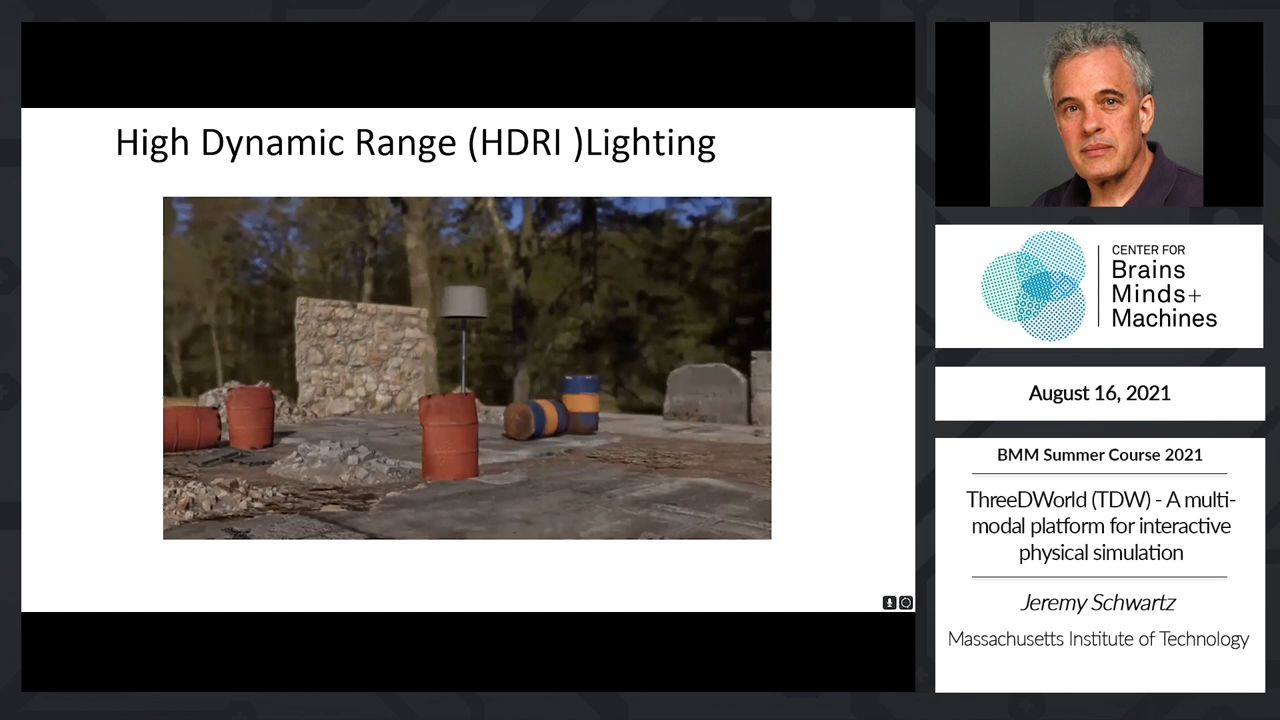 High Dynamic Range (HDRI )Lighting
CENTER FOR
Brains
Minds+
Machines
August 16, 2021
BMM Summer Course 2021
ThreeDWorld (TDW) - A multi-
modal platform for interactive
physical simulation
Jeremy Schwartz
Massachusetts Institute of Technology